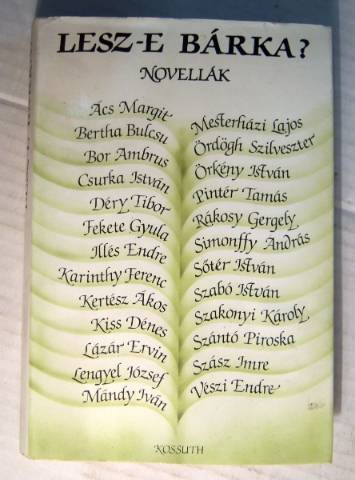 LESZ-E BÁRKA?
NOVELLÁK
Ács Margit
Bertha Bulcsu
Bor Ambrus
Csurka István
Déry Tibor
Fekete Gyula
Illés Endre
Karinthy Ferenc
Kertész Ákos
Kiss Dénes
Lázár Ervin
Lengyel József
Mándy Iván
Mesterházi Lajos
Ördögh Szilveszter
Örkény István
Pintér Tamás
Rákosy Gergely
Simonffy András
Sőtér István
Szabó István
Szakonyi Károly
Szántó Piroska
Szász Imre
Vészi Endre
KOSSUTH